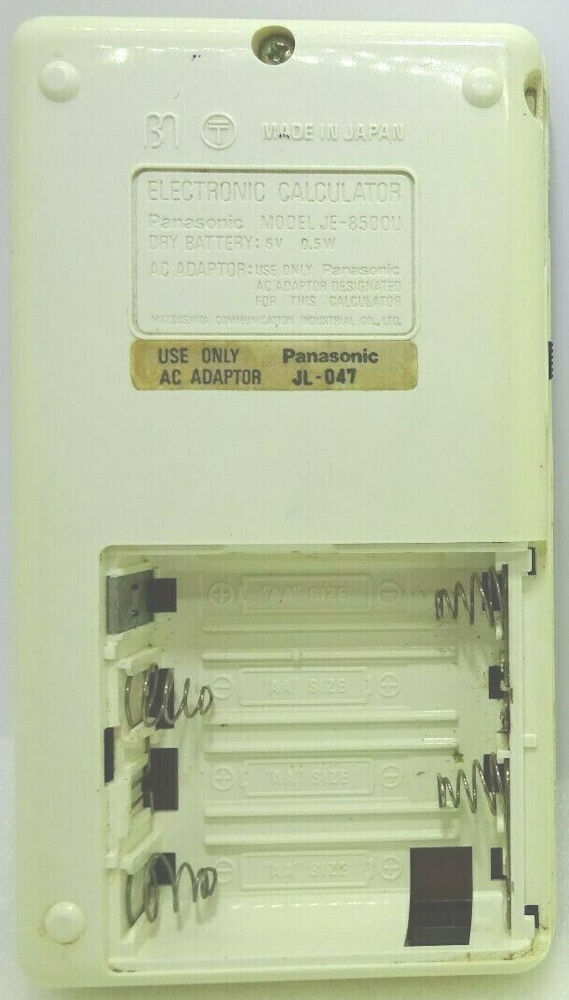 MADE IN JAPAN
ELECTRONIC CALCULATOR
Panasonic MODEL JE-8500U
DRY BATTERY: 6V 0.5W
AC ADAPTOR: USE ONLY Panasonic
AC ADAPTOR DESIGNATED
FOR THIS CALCULATOR
MATSUSHITA COMMUNICATION INDUSTRIAL CO., LTD.
USE ONLY Panasonic
AC ADAPTOR JL-047
+ "AA" SIZE -
- "AA" SIZE +
+ "AA" SIZE -
- "AA" SIZE +